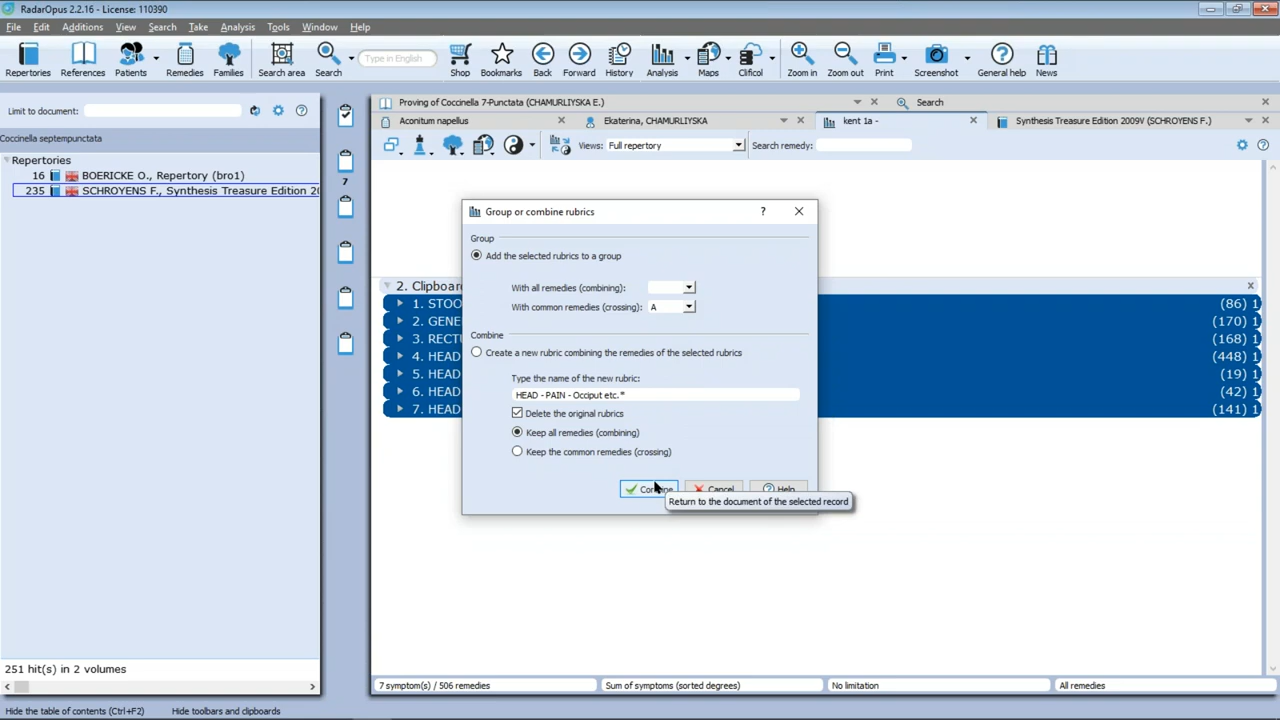 RadarOpus 2.2.16 - License: 110390
File Edit Additions View Search Take Analysis Tools Window Help
Repertories References Patients Remedies Families Search area Search Type in English Shop Bookmarks Back Forward History Analysis Maps Clificol Zoom in Zoom out Print Screenshot General help News
Limit to document:
Proving of Coccinella 7-Punctata (CHAMURLIYSKA E.) Search
Aconitum napellus Ekaterina, CHAMURLIYSKA kent 1a - Synthesis Treasure Edition 2009V (SCHROYENS F.)
Coccinella septempunctata
Views: Full repertory Search remedy:
Repertories
16 BOERICKE O., Repertory (bro1)
235 SCHROYENS F., Synthesis Treasure Edition 20
7
Group or combine rubrics
Group
Add the selected rubrics to a group
With all remedies (combining):
With common remedies (crossing): A
Combine
Create a new rubric combining the remedies of the selected rubrics
Type the name of the new rubric:
HEAD - PAIN - Occiput etc.*
Delete the original rubrics
Keep all remedies (combining)
Keep the common remedies (crossing)
Cancel Help
Return to the document of the selected record
2. Clipboar
1. STOO (86) 1
2. GENE (170) 1
3. RECT (168) 1
4. HEAD (448) 1
5. HEAD (19) 1
6. HEAD (42) 1
7. HEAD (141) 1
251 hit(s) in 2 volumes
7 symptom(s) / 506 remedies Sum of symptoms (sorted degrees) No limitation All remedies
Hide the table of contents (Ctrl+F2) Hide toolbars and clipboards